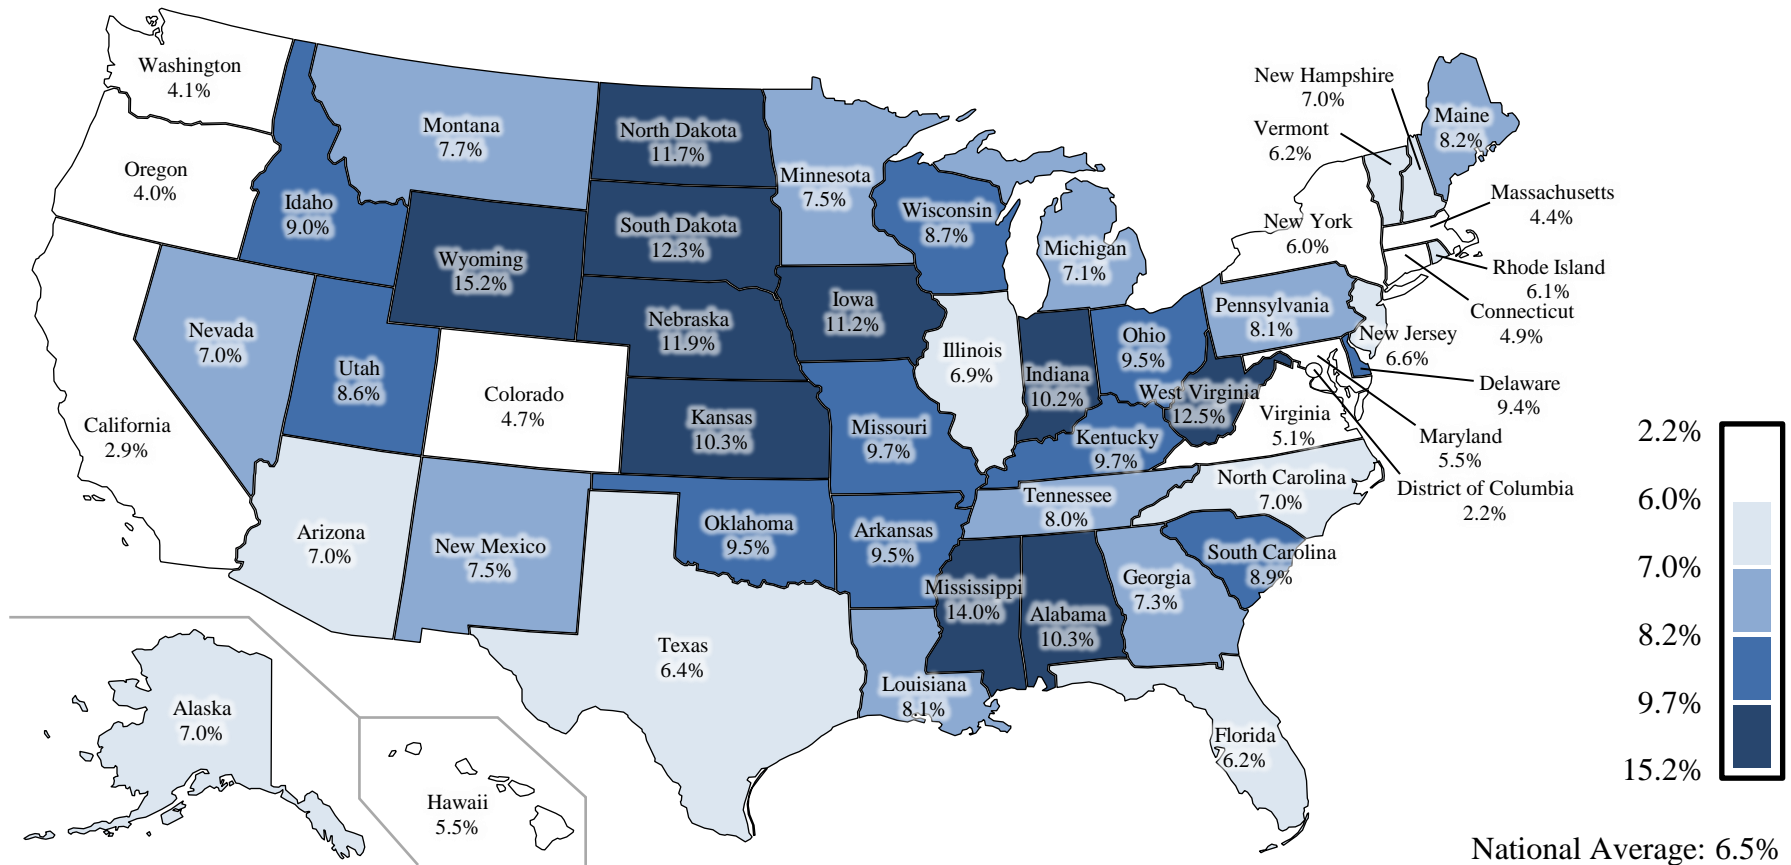 Washington
4.1%
Oregon
4.0%
California
2.9%
Idaho
9.0%
Nevada
7.0%
Utah
8.6%
Arizona
7.0%
Montana
7.7%
Wyoming
15.2%
Colorado
4.7%
New Mexico
7.5%
North Dakota
11.7%
South Dakota
12.3%
Nebraska
11.9%
Kansas
10.3%
Oklahoma
9.5%
Texas
6.4%
Minnesota
7.5%
Iowa
11.2%
Missouri
9.7%
Arkansas
9.5%
Louisiana
8.1%
Wisconsin
8.7%
Illinois
6.9%
Michigan
7.1%
Indiana
10.2%
Ohio
9.5%
Kentucky
9.7%
Tennessee
8.0%
Mississippi
14.0%
Alabama
10.3%
Georgia
7.3%
Florida
6.2%
South Carolina
8.9%
North Carolina
7.0%
Virginia
5.1%
West Virginia
12.5%
Pennsylvania
8.1%
New York
6.0%
New Jersey
6.6%
Vermont
6.2%
New Hampshire
7.0%
Maine
8.2%
Massachusetts
4.4%
Rhode Island
6.1%
Connecticut
4.9%
Delaware
9.4%
Maryland
5.5%
District of Columbia
2.2%
Alaska
7.0%
Hawaii
5.5%
2.2%
6.0%
7.0%
8.2%
9.7%
15.2%
National Average: 6.5%